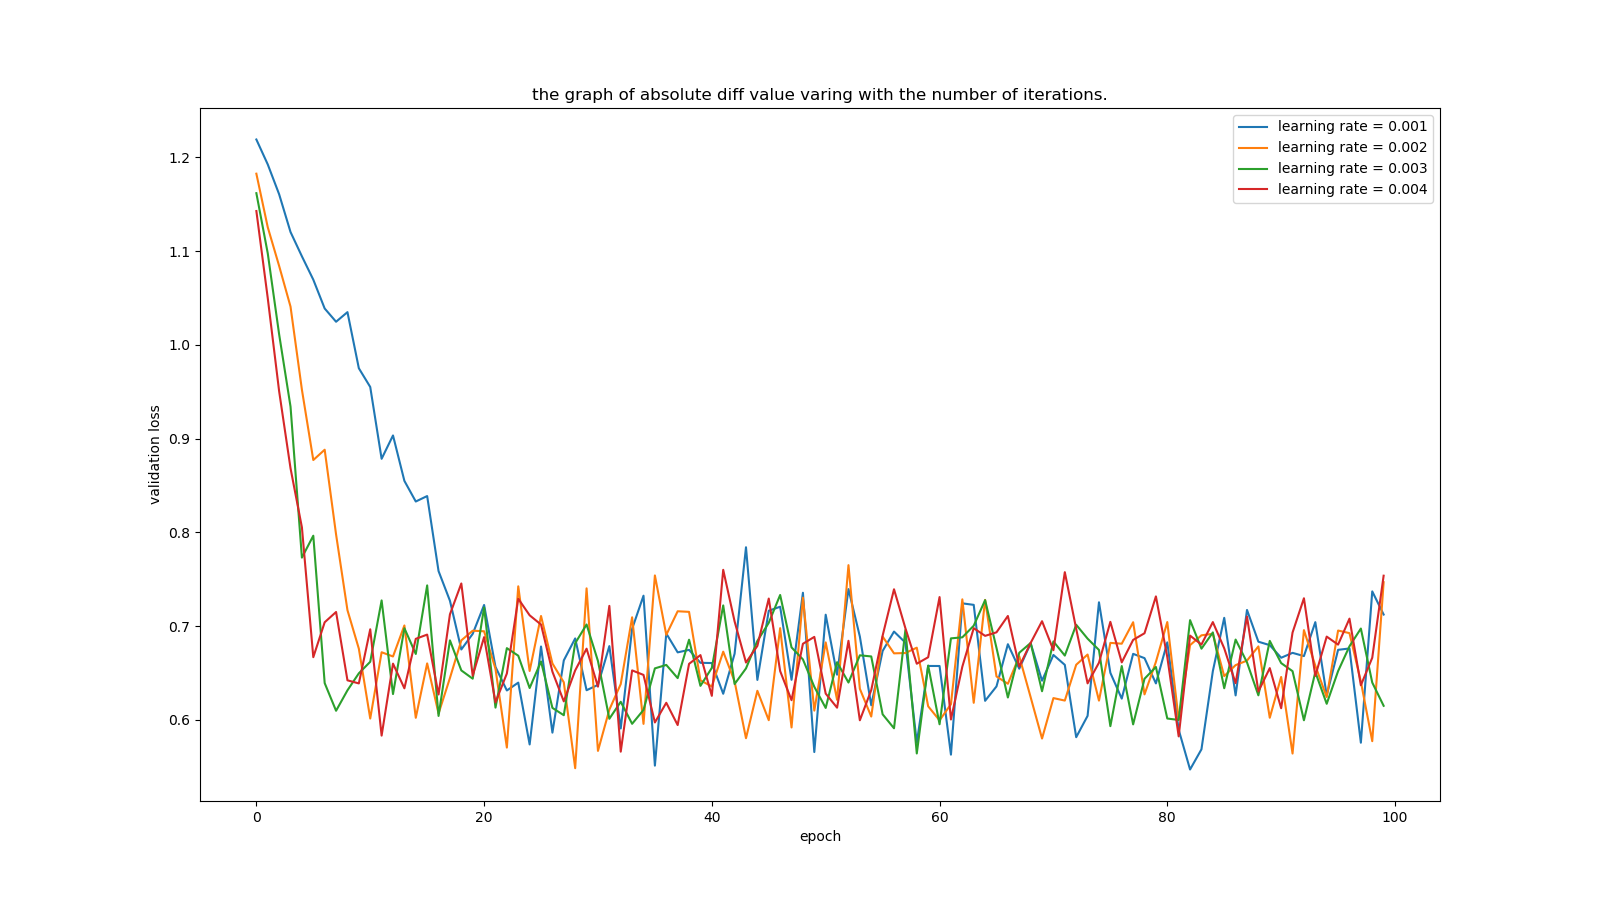 the graph of absolute diff value varing with the number of iterations.
learning rate = 0.001
learning rate = 0.002
learning rate = 0.003
learning rate = 0.004
validation loss
1.2
1.1
1.0
0.9
0.8
0.7
0.6
0 20 40 60 80 100
epoch